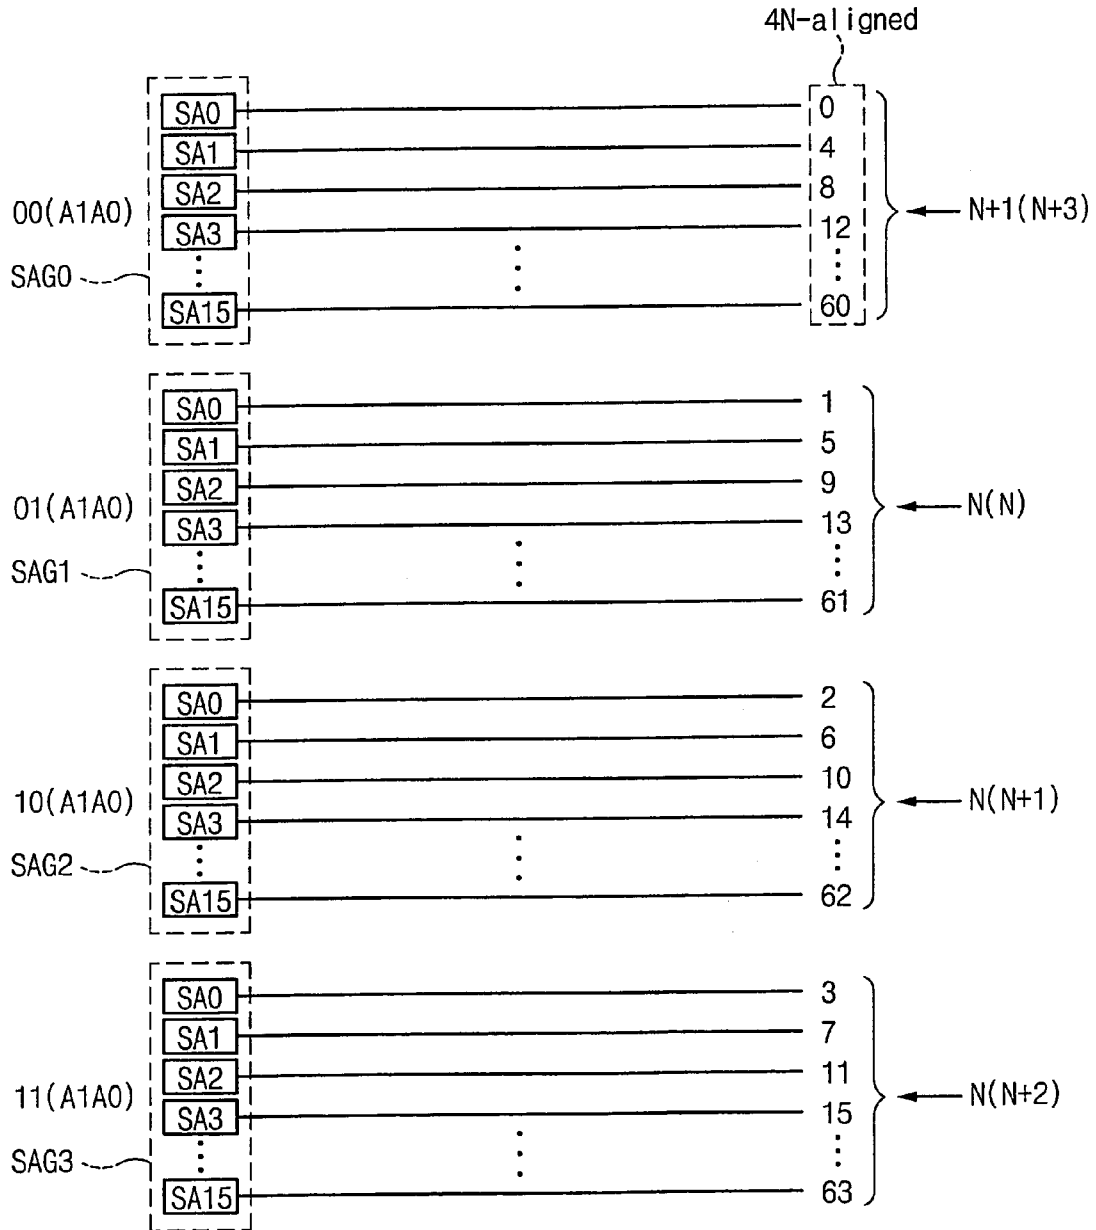 4N-aligned
SA0 0
SA1 4
SA2 8
00(A1A0) N+1(N+3)
SA3 12
SAG0
SA15 60
SA0 1
SA1 5
SA2 9
01(A1A0) N(N)
SA3 13
SAG1
SA15 61
SA0 2
SA1 6
SA2 10
10(A1A0) N(N+1)
SA3 14
SAG2
SA15 62
SA0 3
SA1 7
SA2 11
11(A1A0) N(N+2)
SA3 15
SAG3
SA15 63